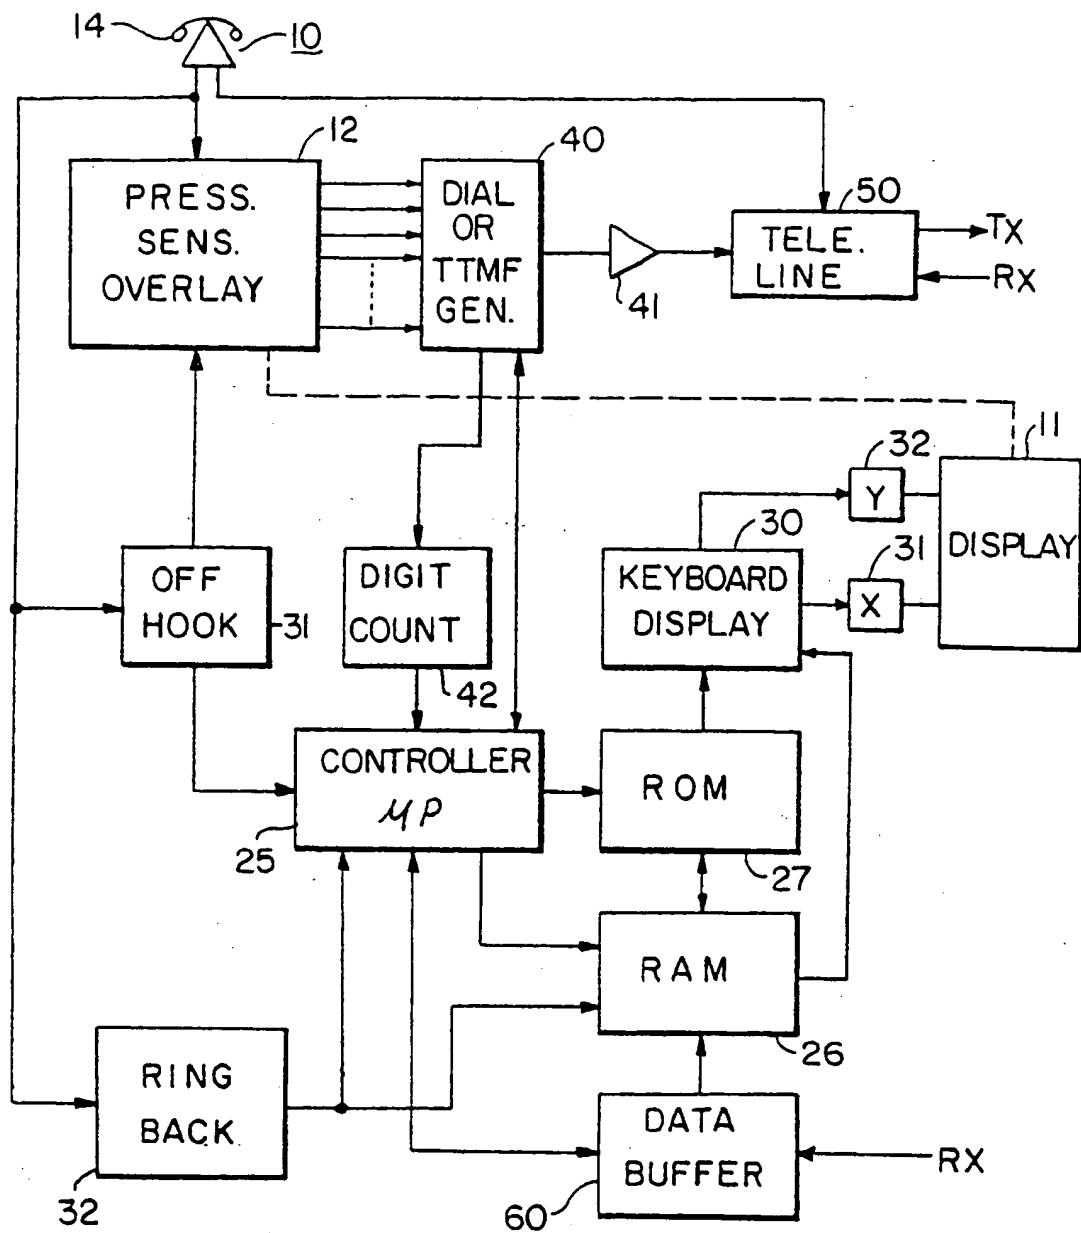 14
10
12
PRESS.
SENS.
OVERLAY
40
DIAL
OR
TTMF
GEN.
41
50
TELE.
LINE
TX
RX
11
DISPLAY
32
Y
31
X
30
KEYBOARD
DISPLAY
OFF
HOOK
31
DIGIT
COUNT
42
CONTROLLER
μP
25
ROM
27
RAM
26
RING
BACK
32
DATA
BUFFER
60
RX